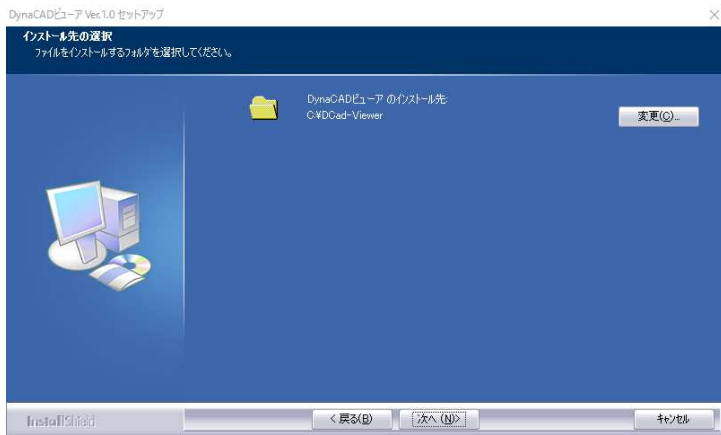 DynaCADビューア Ver.1.0 セットアップ
インストール先の選択
ファイルをインストールするフォルダを選択してください。
DynaCADビューア のインストール先:
C:¥DCad-Viewer
変更(C)...
InstallShield
< 戻る(B)
次へ (N)>
キャンセル